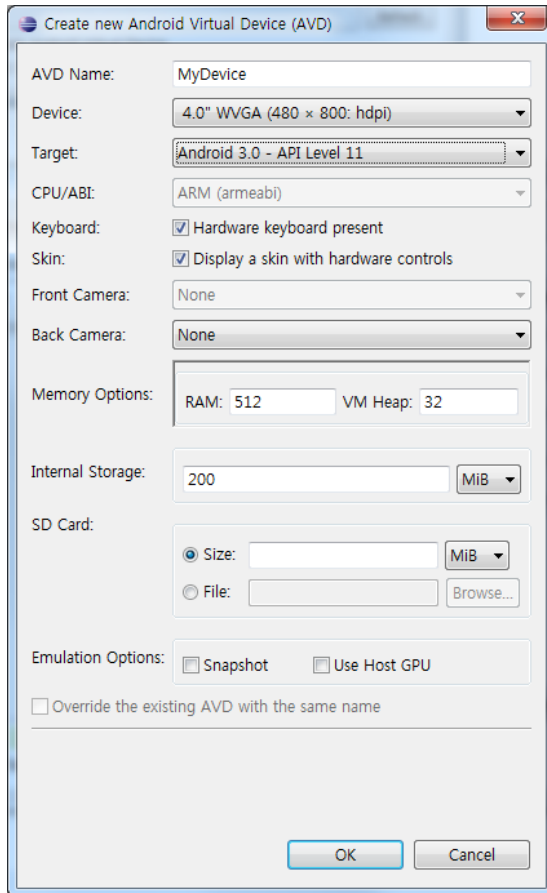 Create new Android Virtual Device (AVD)
AVD Name: MyDevice
Device: 4.0" WVGA (480 × 800: hdpi)
Target: Android 3.0 - API Level 11
CPU/ABI: ARM (armeabi)
Keyboard: Hardware keyboard present
Skin: Display a skin with hardware controls
Front Camera: None
Back Camera: None
Memory Options: RAM: 512 VM Heap: 32
Internal Storage: 200 MiB
SD Card:
Size: MiB
File: Browse...
Emulation Options: Snapshot Use Host GPU
Override the existing AVD with the same name
OK Cancel